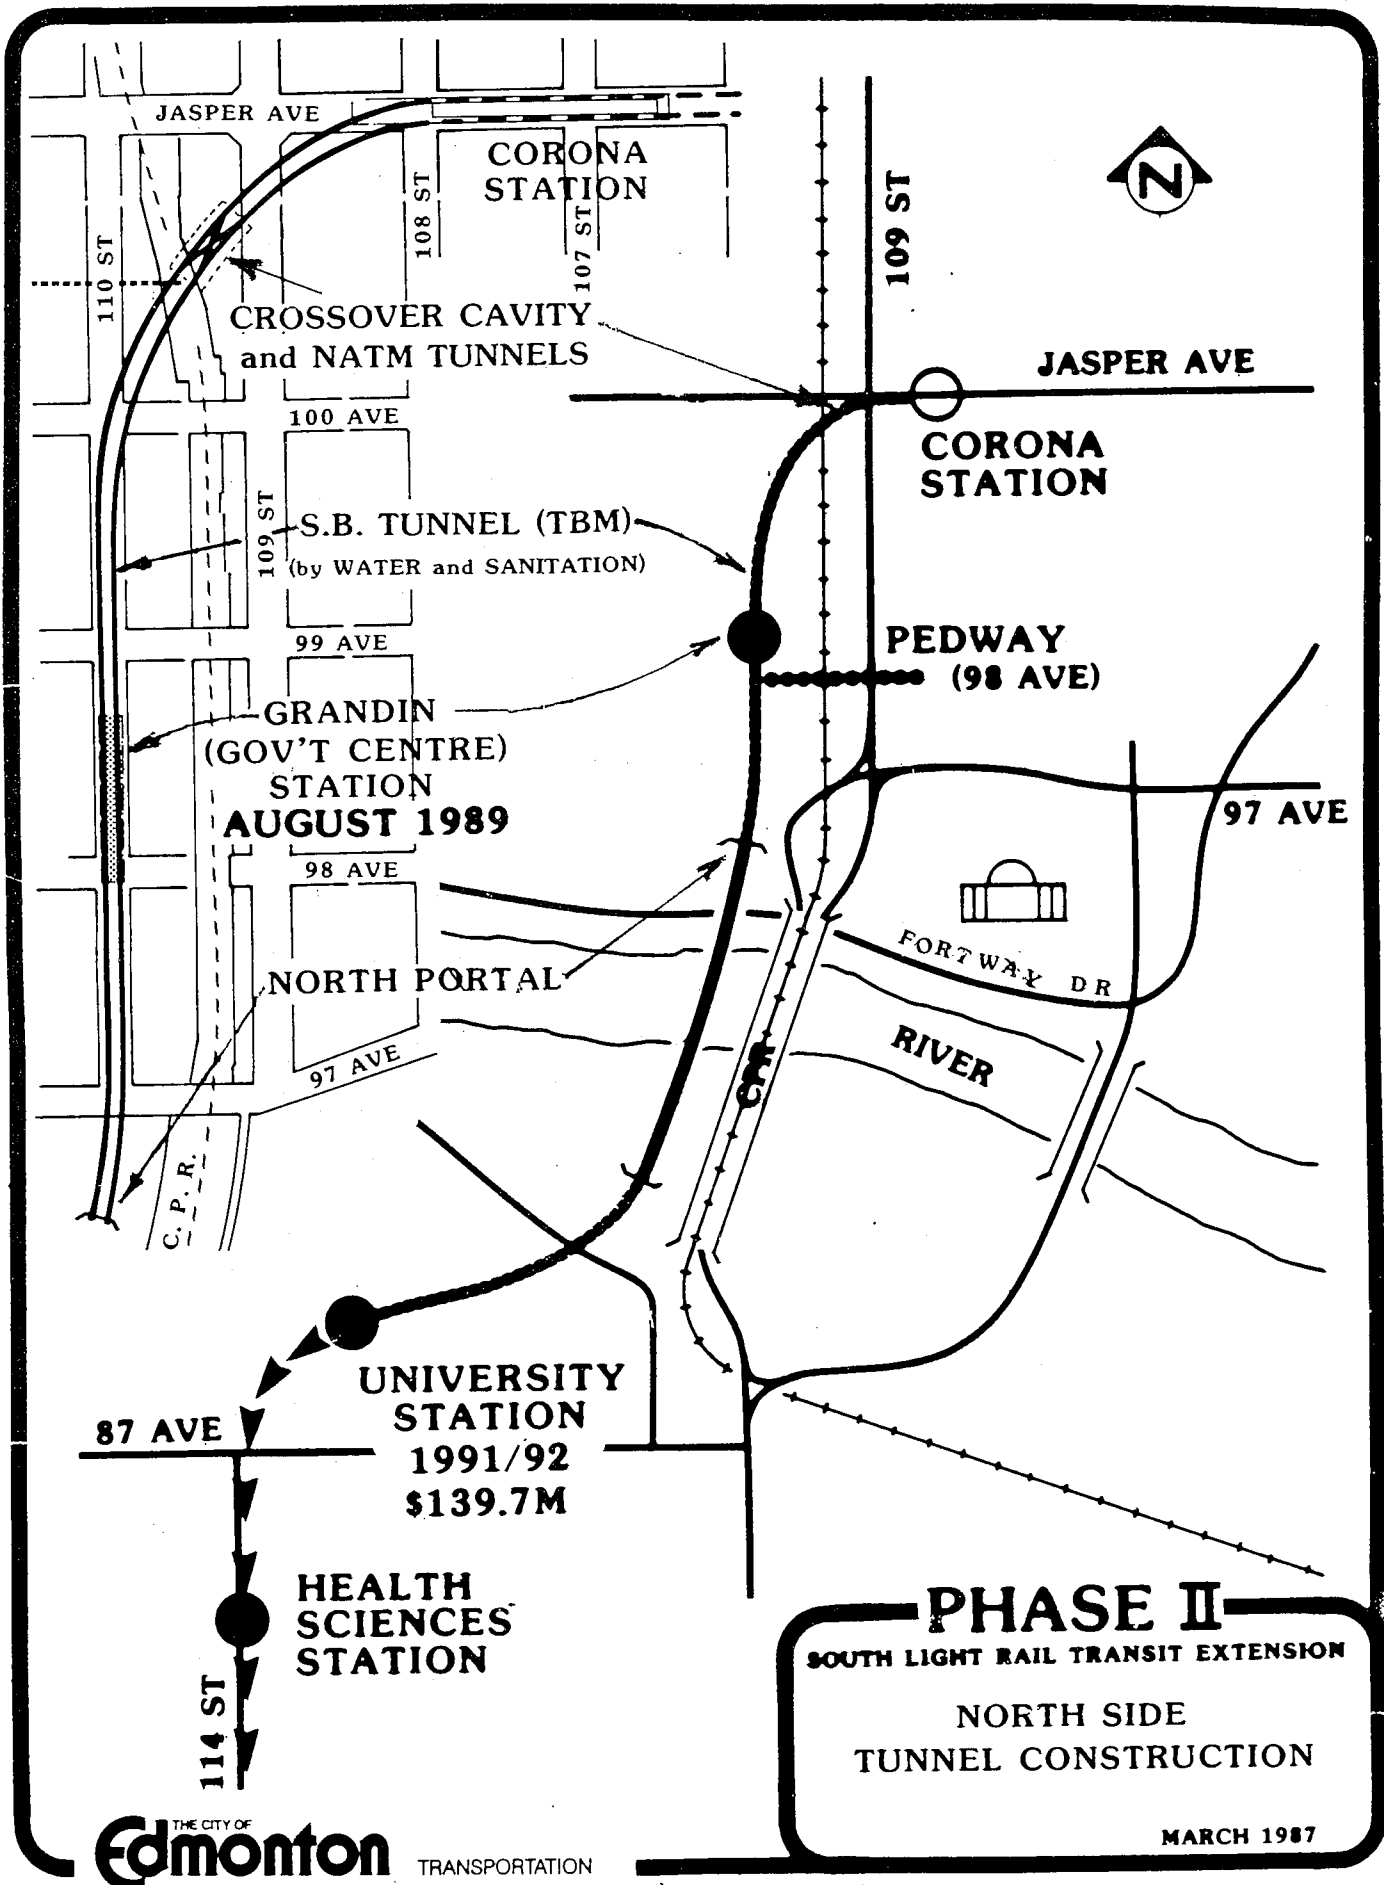 JASPER AVE
CORONA
STATION
110 ST
108 ST
107 ST
109 ST
N
CROSSOVER CAVITY
and NATM TUNNELS
JASPER AVE
CORONA
STATION
100 AVE
109 ST
S.B. TUNNEL (TBM)
(by WATER and SANITATION)
99 AVE
PEDWAY
(98 AVE)
GRANDIN
(GOV'T CENTRE)
STATION
AUGUST 1989
98 AVE
97 AVE
FORTWAY DR
NORTH PORTAL
RIVER
CPR
97 AVE
C. P. R.
UNIVERSITY
STATION
1991/92
$139.7M
87 AVE
HEALTH
SCIENCES
STATION
114 ST
PHASE II
SOUTH LIGHT RAIL TRANSIT EXTENSION
NORTH SIDE
TUNNEL CONSTRUCTION
MARCH 1987
THE CITY OF
Edmonton
TRANSPORTATION